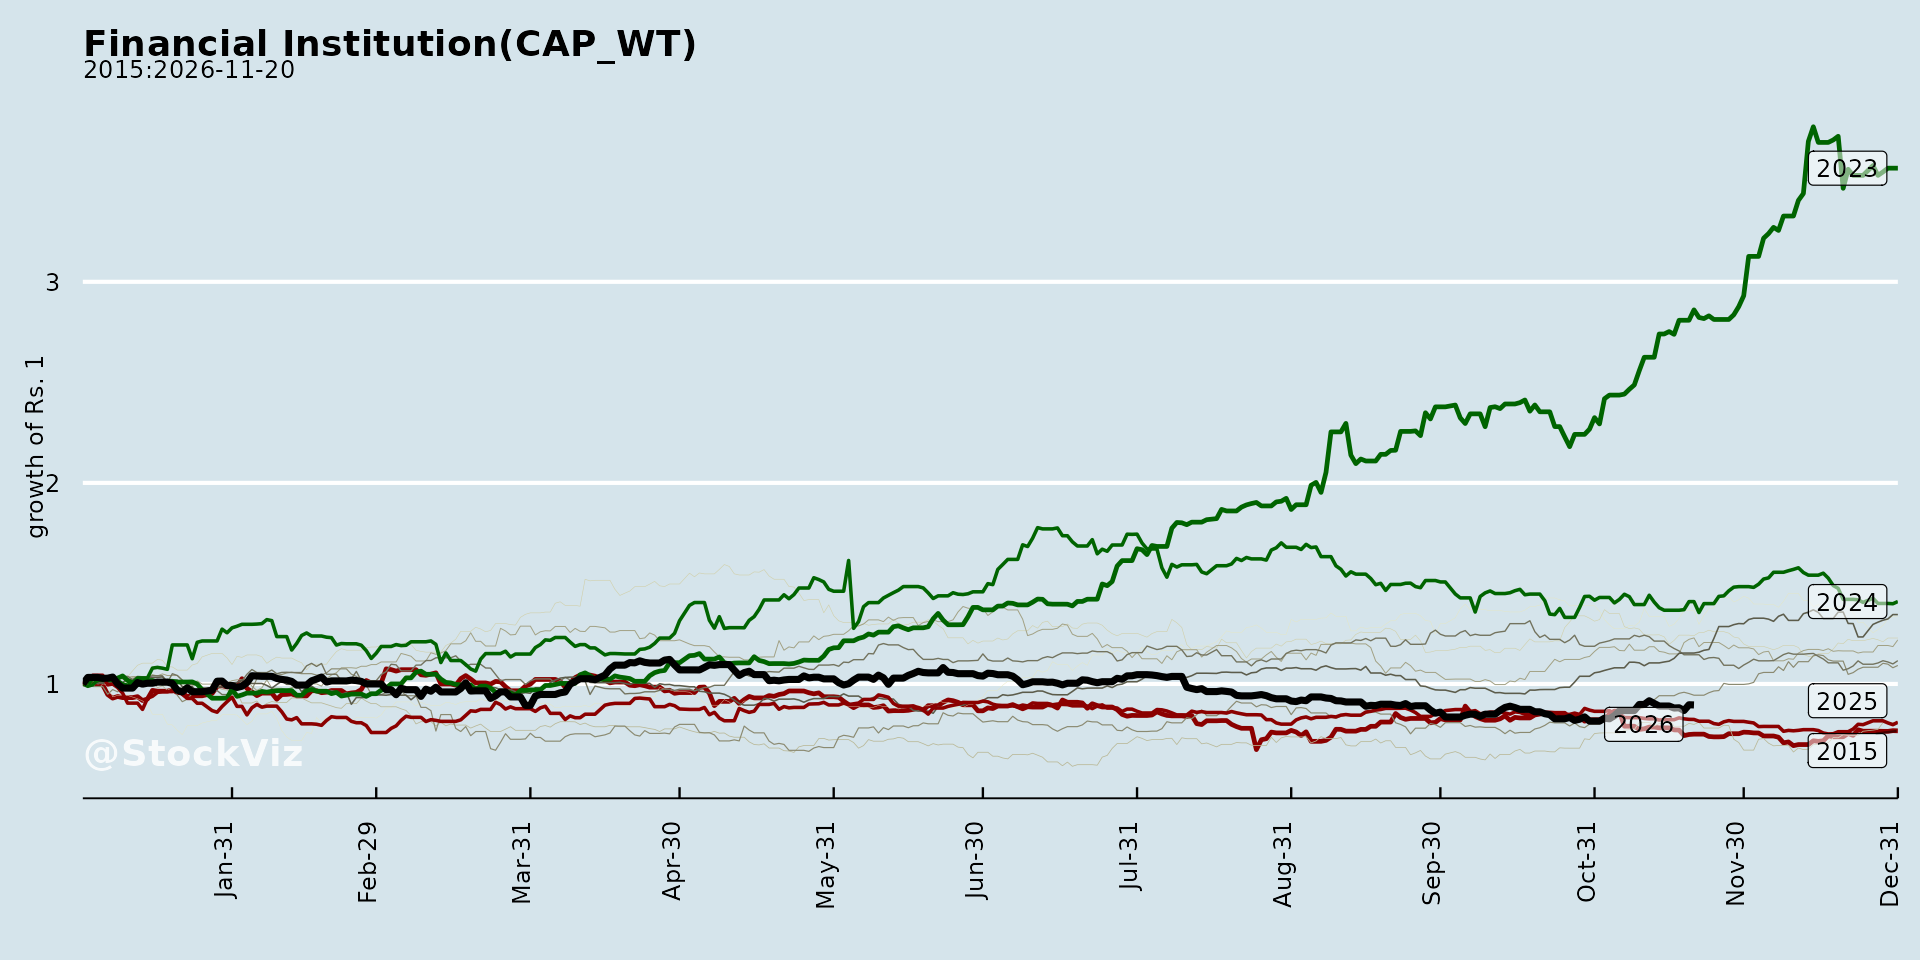 Financial Institution(CAP_WT)
2015:2026-11-20
growth of Rs. 1
3
2
1
2023
2024
2025
2026
2015
@StockViz
Jan-31
Feb-29
Mar-31
Apr-30
May-31
Jun-30
Jul-31
Aug-31
Sep-30
Oct-31
Nov-30
Dec-31